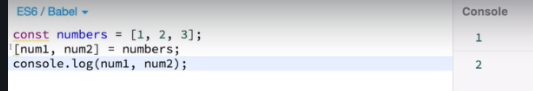 ES6 / Babel
Console
const numbers = [1, 2, 3];
[num1, num2] = numbers;
console.log(num1, num2);
1
2